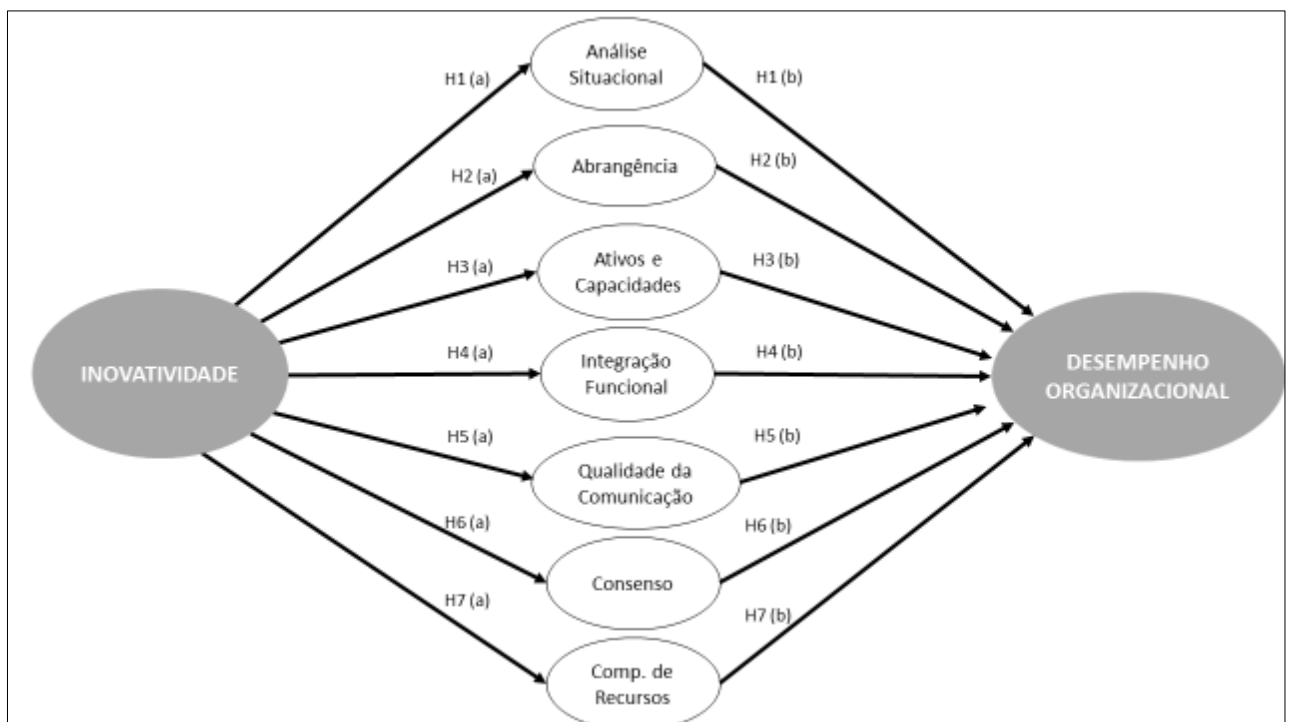 Análise
Situacional
H1 (a)
H1 (b)
Abrangência
H2 (a)
H2 (b)
Ativos e
Capacidades
H3 (a)
H3 (b)
INOVATIVIDADE
H4 (a)
Integração
Funcional
H4 (b)
DESEMPENHO
ORGANIZACIONAL
H5 (a)
Qualidade da
Comunicação
H5 (b)
H6 (a)
Consenso
H6 (b)
H7 (a)
Comp. de
Recursos
H7 (b)